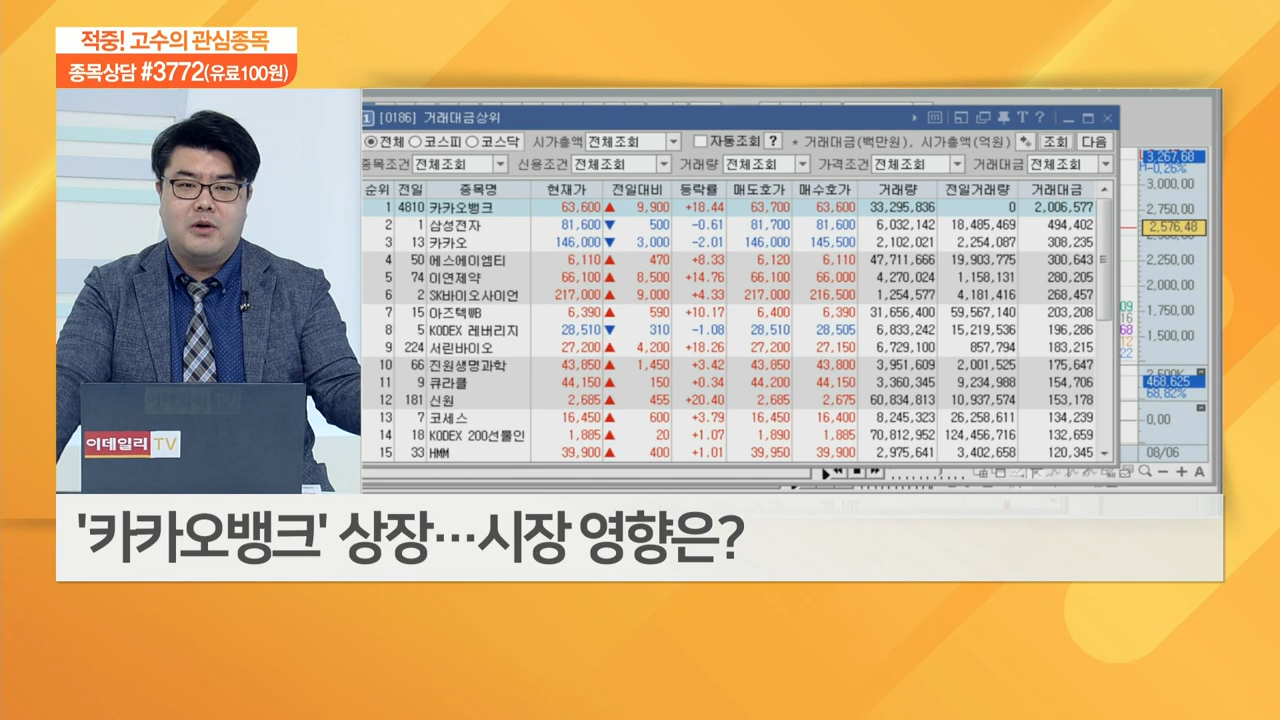 적중! 고수의 관심종목
종목상담 #3772(유료100원)
[0186] 거래대금상위
전체 코스피 코스닥 시가총액 전체조회 자동조회 ? * 거래대금(백만원), 시가총액(억원) 조회 다음
종목조건 전체조회 신용조건 전체조회 거래량 전체조회 가격조건 전체조회 거래대금 전체조회
순위 전일 종목명 현재가 전일대비 등락률 매도호가 매수호가 거래량 전일거래량 거래대금
1 4810 카카오뱅크 63,600 ▲ 9,900 +18.44 63,700 63,600 33,295,836 0 2,006,577
2 1 삼성전자 81,600 ▼ 500 -0.61 81,700 81,600 6,032,142 18,485,469 494,402
3 13 카카오 146,000 ▼ 3,000 -2.01 146,000 145,500 2,102,021 2,254,087 308,235
4 50 에스에이엠티 6,110 ▲ 470 +8.33 6,120 6,110 47,711,666 19,903,775 300,643
5 74 이연제약 66,100 ▲ 8,500 +14.76 66,100 66,000 4,270,024 1,158,131 280,205
6 2 SK바이오사이언 217,000 ▲ 9,000 +4.33 217,000 216,500 1,254,577 4,181,416 268,457
7 15 아즈텍WB 6,390 ▲ 590 +10.17 6,400 6,390 31,656,400 59,567,140 203,208
8 5 KODEX 레버리지 28,510 ▼ 310 -1.08 28,510 28,505 6,833,242 15,219,536 196,286
9 224 서린바이오 27,200 ▲ 4,200 +18.26 27,200 27,150 6,729,100 857,794 183,215
10 66 진원생명과학 43,850 ▲ 1,450 +3.42 43,850 43,800 3,951,609 2,001,525 175,647
11 9 큐라클 44,150 ▲ 150 +0.34 44,200 44,150 3,360,345 9,234,988 154,706
12 181 신원 2,685 ▲ 455 +20.40 2,685 2,675 60,834,813 10,937,574 153,178
13 7 코세스 16,450 ▲ 600 +3.79 16,450 16,400 8,245,323 26,258,611 134,239
14 18 KODEX 200선물인 1,885 ▲ 20 +1.07 1,890 1,885 70,812,952 124,456,716 132,659
15 33 HMM 39,900 ▲ 400 +1.01 39,950 39,900 2,975,641 3,402,658 120,345
3,267,68
-0,26%
3,000,00
2,750,00
2,576,48
2,250,00
2,000,00
1,750,00
1,500,00
468,625
68,82%
0,00
08/06
이데일리 TV
'카카오뱅크' 상장…시장 영향은?